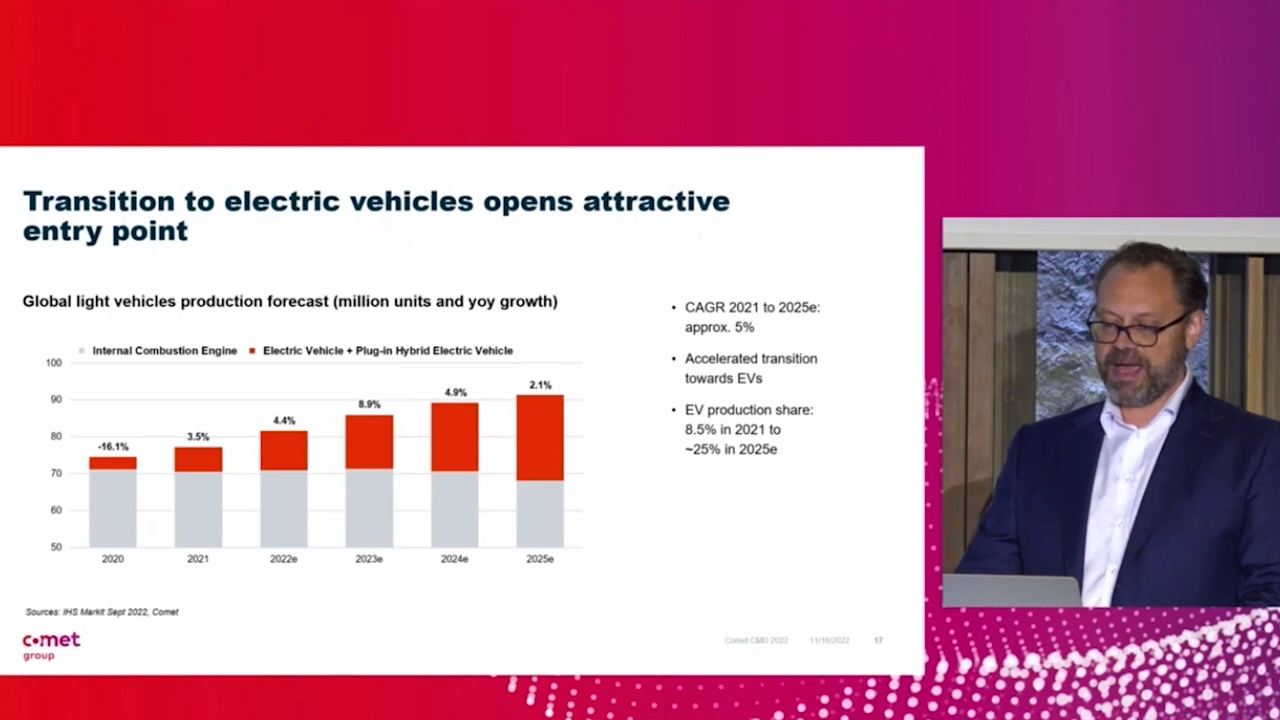 Transition to electric vehicles opens attractive
entry point
Global light vehicles production forecast (million units and yoy growth)
Internal Combustion Engine Electric Vehicle + Plug-in Hybrid Electric Vehicle
100
90
80
70
60
50
-16.1%
3.5%
4.4%
8.9%
4.9%
2.1%
2020 2021 2022e 2023e 2024e 2025e
• CAGR 2021 to 2025e:
approx. 5%
• Accelerated transition
towards EVs
• EV production share:
8.5% in 2021 to
~25% in 2025e
Sources: IHS Markit Sept 2022, Comet
comet
group
Comet CMD 2022 11/16/2022 17